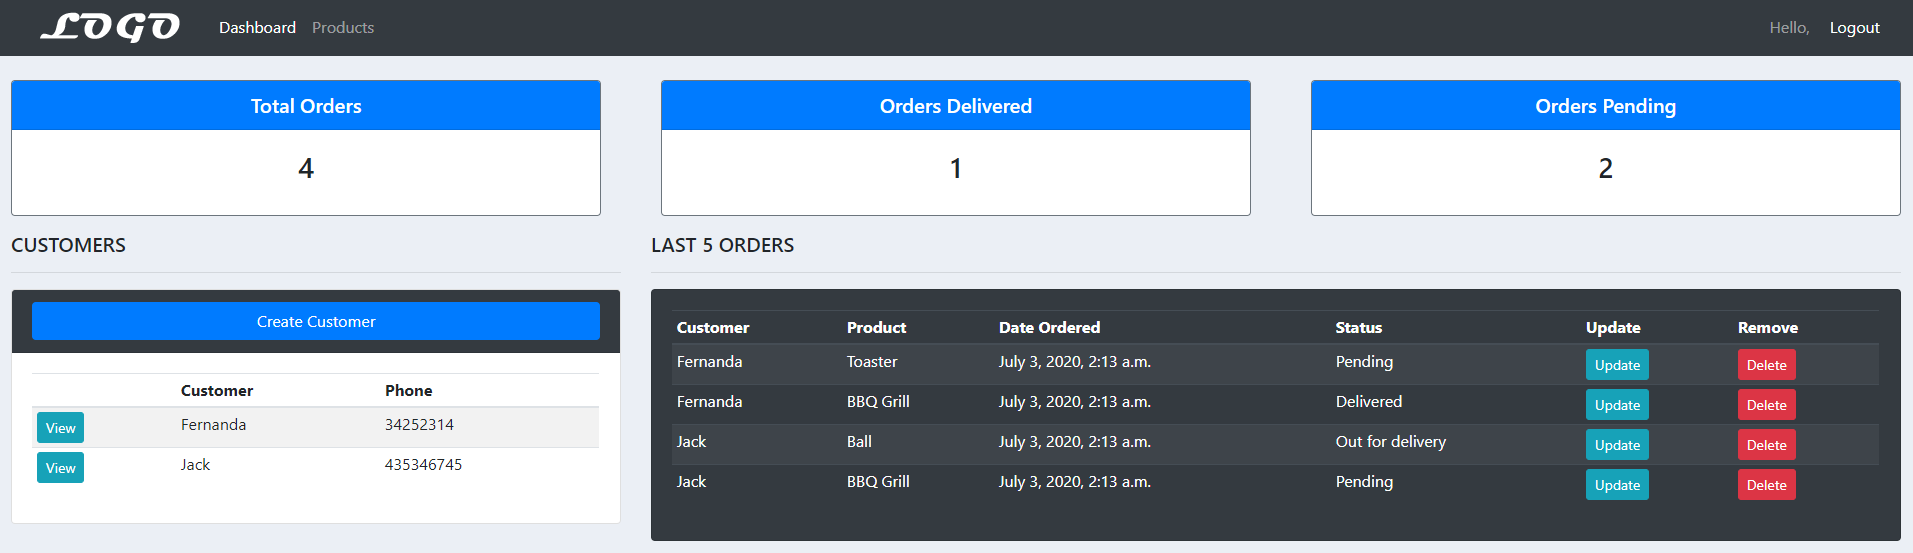 LOGO Dashboard Products Hello, Logout
Total Orders Orders Delivered Orders Pending
4 1 2
CUSTOMERS
Create Customer
Customer Phone
View Fernanda 34252314
View Jack 435346745
LAST 5 ORDERS
Customer Product Date Ordered Status Update Remove
Fernanda Toaster July 3, 2020, 2:13 a.m. Pending Update Delete
Fernanda BBQ Grill July 3, 2020, 2:13 a.m. Delivered Update Delete
Jack Ball July 3, 2020, 2:13 a.m. Out for delivery Update Delete
Jack BBQ Grill July 3, 2020, 2:13 a.m. Pending Update Delete